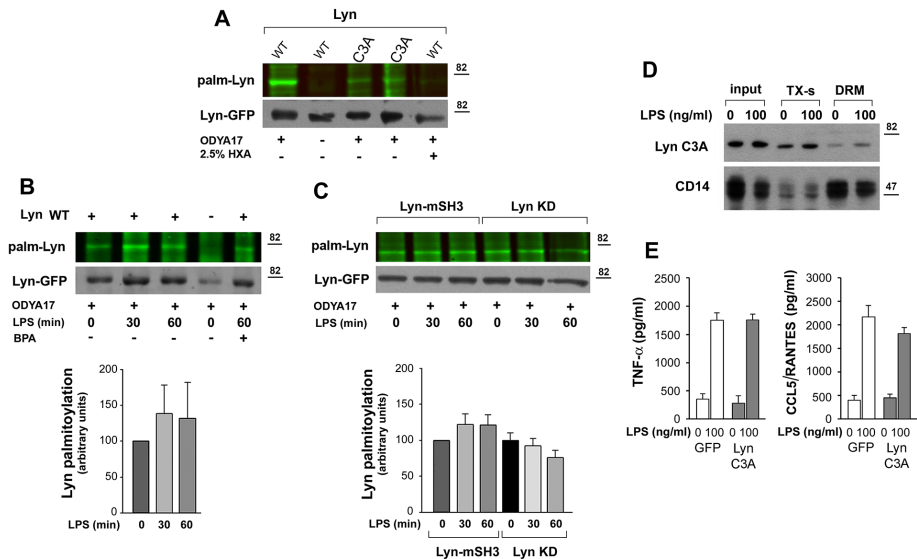 A
Lyn
WT WT C3A C3A WT
palm-Lyn
82
Lyn-GFP
82
ODYA17 + - + + +
2.5% HXA - - - - +
B
Lyn WT + + + - +
palm-Lyn
82
Lyn-GFP
82
ODYA17 + + + + +
LPS (min) 0 30 60 0 60
BPA - - - - +
200
150
100
50
0
Lyn palmitoylation
(arbitrary units)
LPS (min) 0 30 60
C
Lyn-mSH3 Lyn KD
palm-Lyn
82
Lyn-GFP
82
ODYA17 + + + + + +
LPS (min) 0 30 60 0 30 60
200
150
100
50
0
Lyn palmitoylation
(arbitrary units)
LPS (min) 0 30 60 0 30 60
Lyn-mSH3 Lyn KD
D
input TX-s DRM
LPS (ng/ml) 0 100 0 100 0 100
82
Lyn C3A
CD14
47
E
2500
2000
1500
1000
500
0
TNF-α (pg/ml)
LPS (ng/ml) 0 100 0 100
GFP Lyn
C3A
3000
2500
2000
1500
1000
500
0
CCL5/RANTES
(pg/ml)
LPS (ng/ml) 0 100 0 100
GFP Lyn
C3A